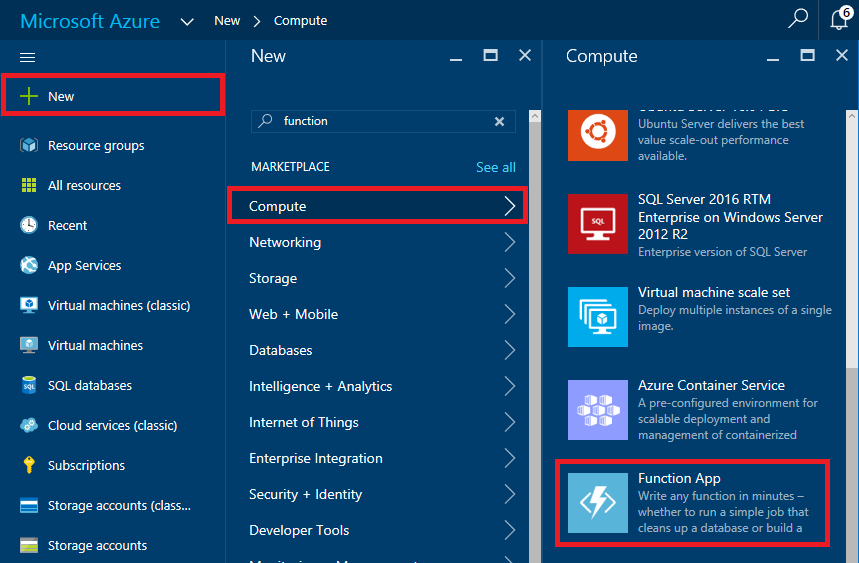 Microsoft Azure New Compute 6
New
Resource groups
All resources
Recent
App Services
Virtual machines (classic)
Virtual machines
SQL
SQL databases
Cloud services (classic)
Subscriptions
Storage accounts (class...
Storage accounts
New
function
MARKETPLACE See all
Compute
Networking
Storage
Web + Mobile
Databases
Intelligence + Analytics
Internet of Things
Enterprise Integration
Security + Identity
Developer Tools
Compute
Ubuntu Server delivers the best
value scale-out performance
available.
SQL
SQL Server 2016 RTM
Enterprise on Windows Server
2012 R2
Enterprise version of SQL Server
Virtual machine scale set
Deploy multiple instances of a single
image.
Azure Container Service
A pre-configured environment for
scalable deployment and
management of containerized
Function App
Write any function in minutes –
whether to run a simple job that
cleans up a database or build a